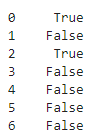 0     True
1    False
2     True
3    False
4    False
5    False
6    False